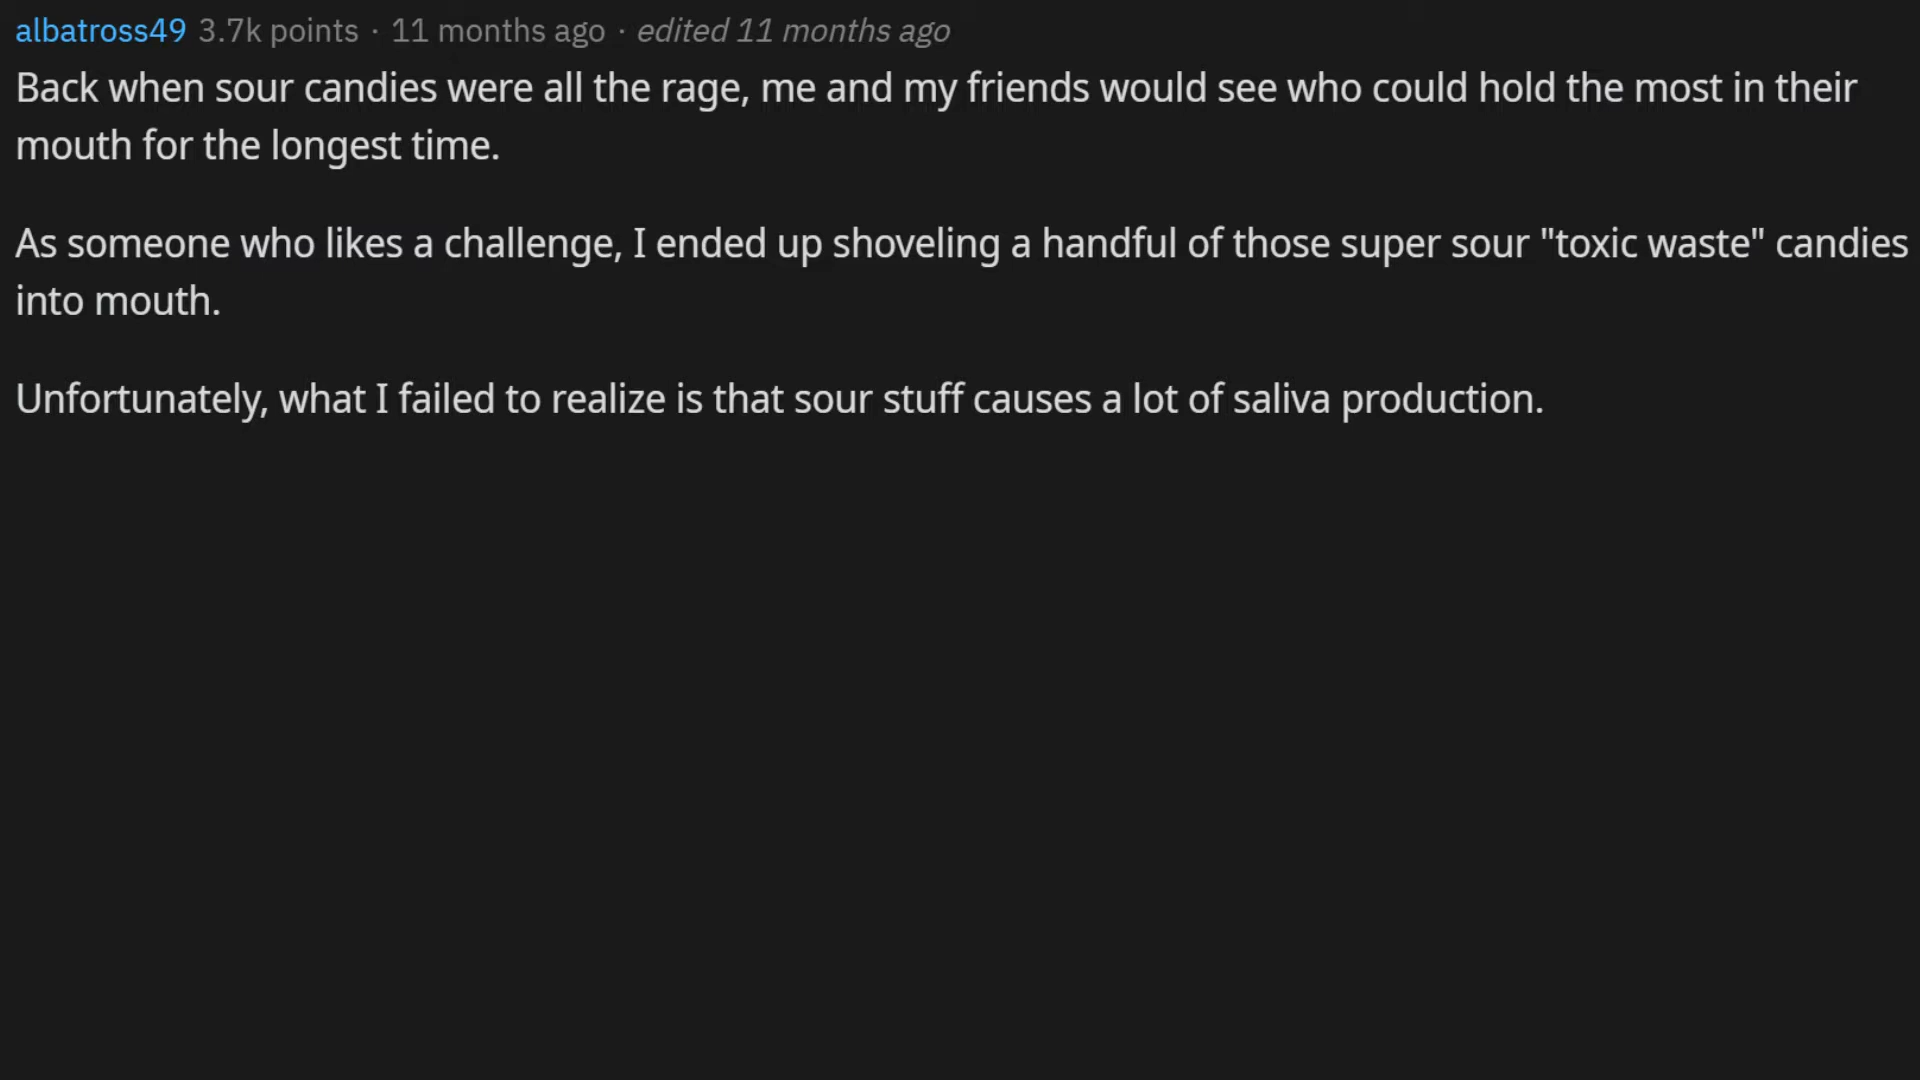 albatross49 3.7k points · 11 months ago · edited 11 months ago
Back when sour candies were all the rage, me and my friends would see who could hold the most in their
mouth for the longest time.
As someone who likes a challenge, I ended up shoveling a handful of those super sour "toxic waste" candies
into mouth.
Unfortunately, what I failed to realize is that sour stuff causes a lot of saliva production.